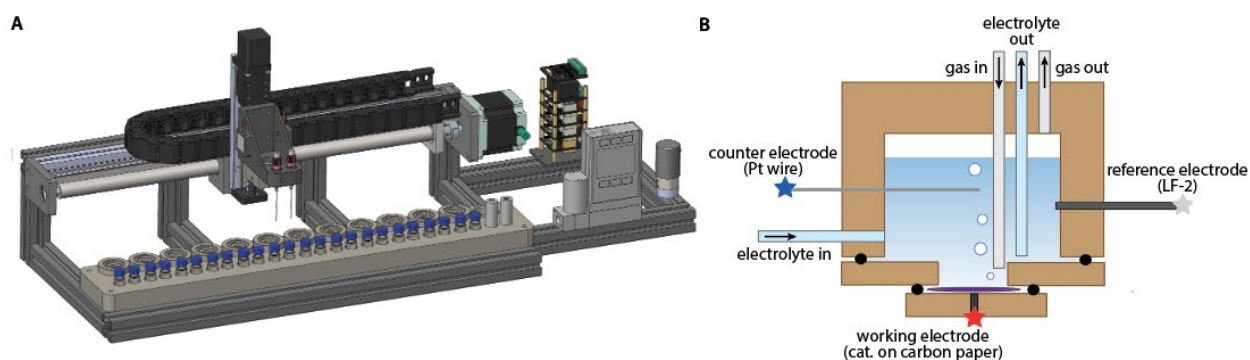 A
B
electrolyte
out
gas in
gas out
counter electrode
(Pt wire)
reference electrode
(LF-2)
electrolyte in
working electrode
(cat. on carbon paper)